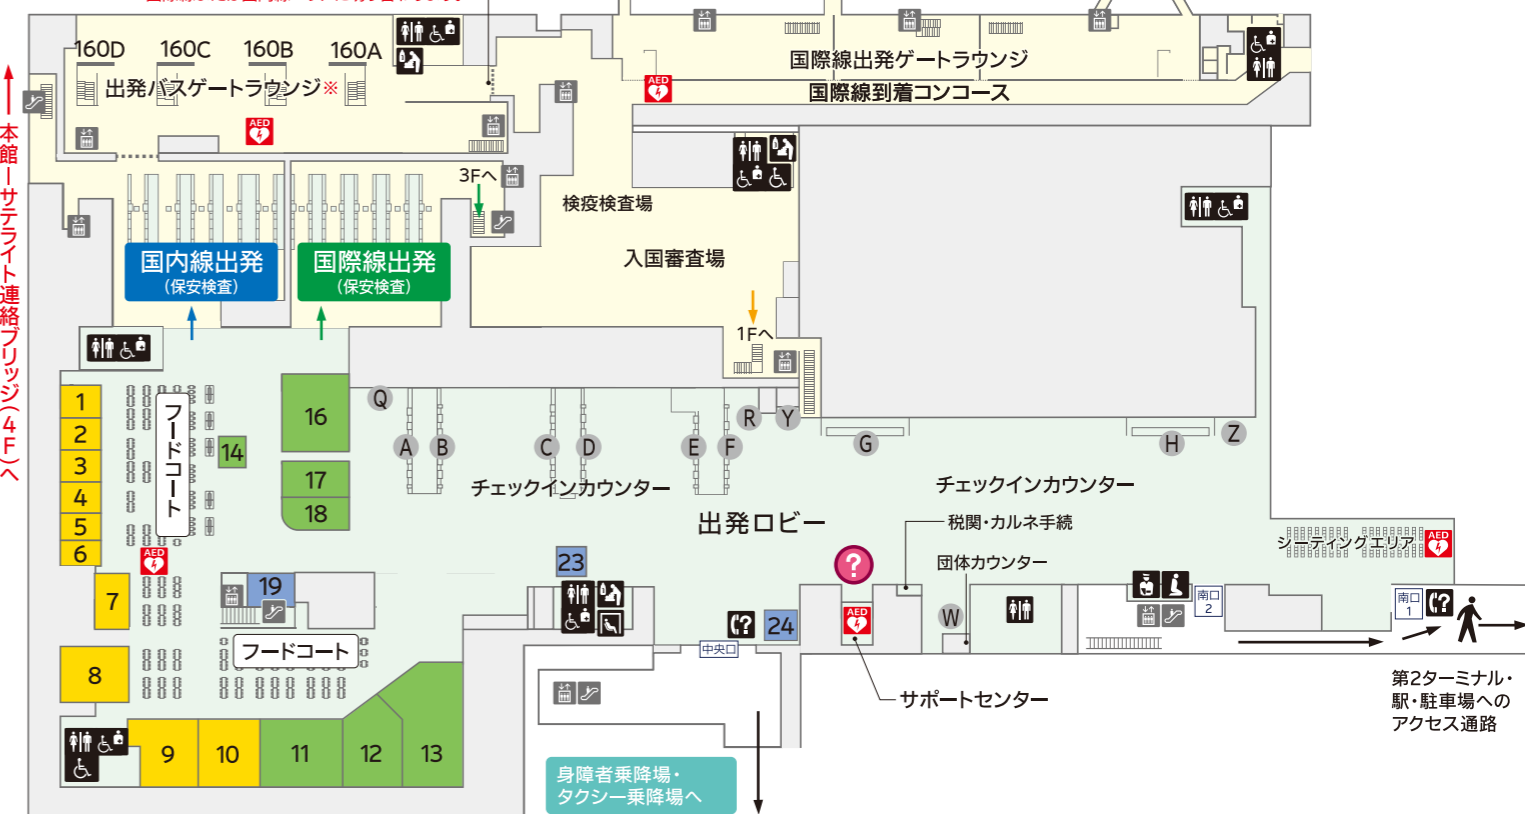 160D
160C
160B
160A
出発バスゲートラウンジ※
AED
国際線出発ゲートラウンジ
AED
国際線到着コンコース
本館ーサテライト連絡ブリッジ(4F)へ
3Fへ
検疫検査場
入国審査場
国内線出発
(保安検査)
国際線出発
(保安検査)
1Fへ
1
2
3
4
5
6
7
8
9
10
11
12
13
14
16
17
18
19
23
24
フードコート
フードコート
AED
Q
A
B
C
D
E
F
R
Y
G
H
Z
W
チェックインカウンター
チェックインカウンター
出発ロビー
税関・カルネ手続
団体カウンター
シーティングエリア
AED
?
AED
?
中央口
南口
2
南口
1
?
サポートセンター
第2ターミナル・
駅・駐車場への
アクセス通路
身障者乗降場・
タクシー乗降場へ